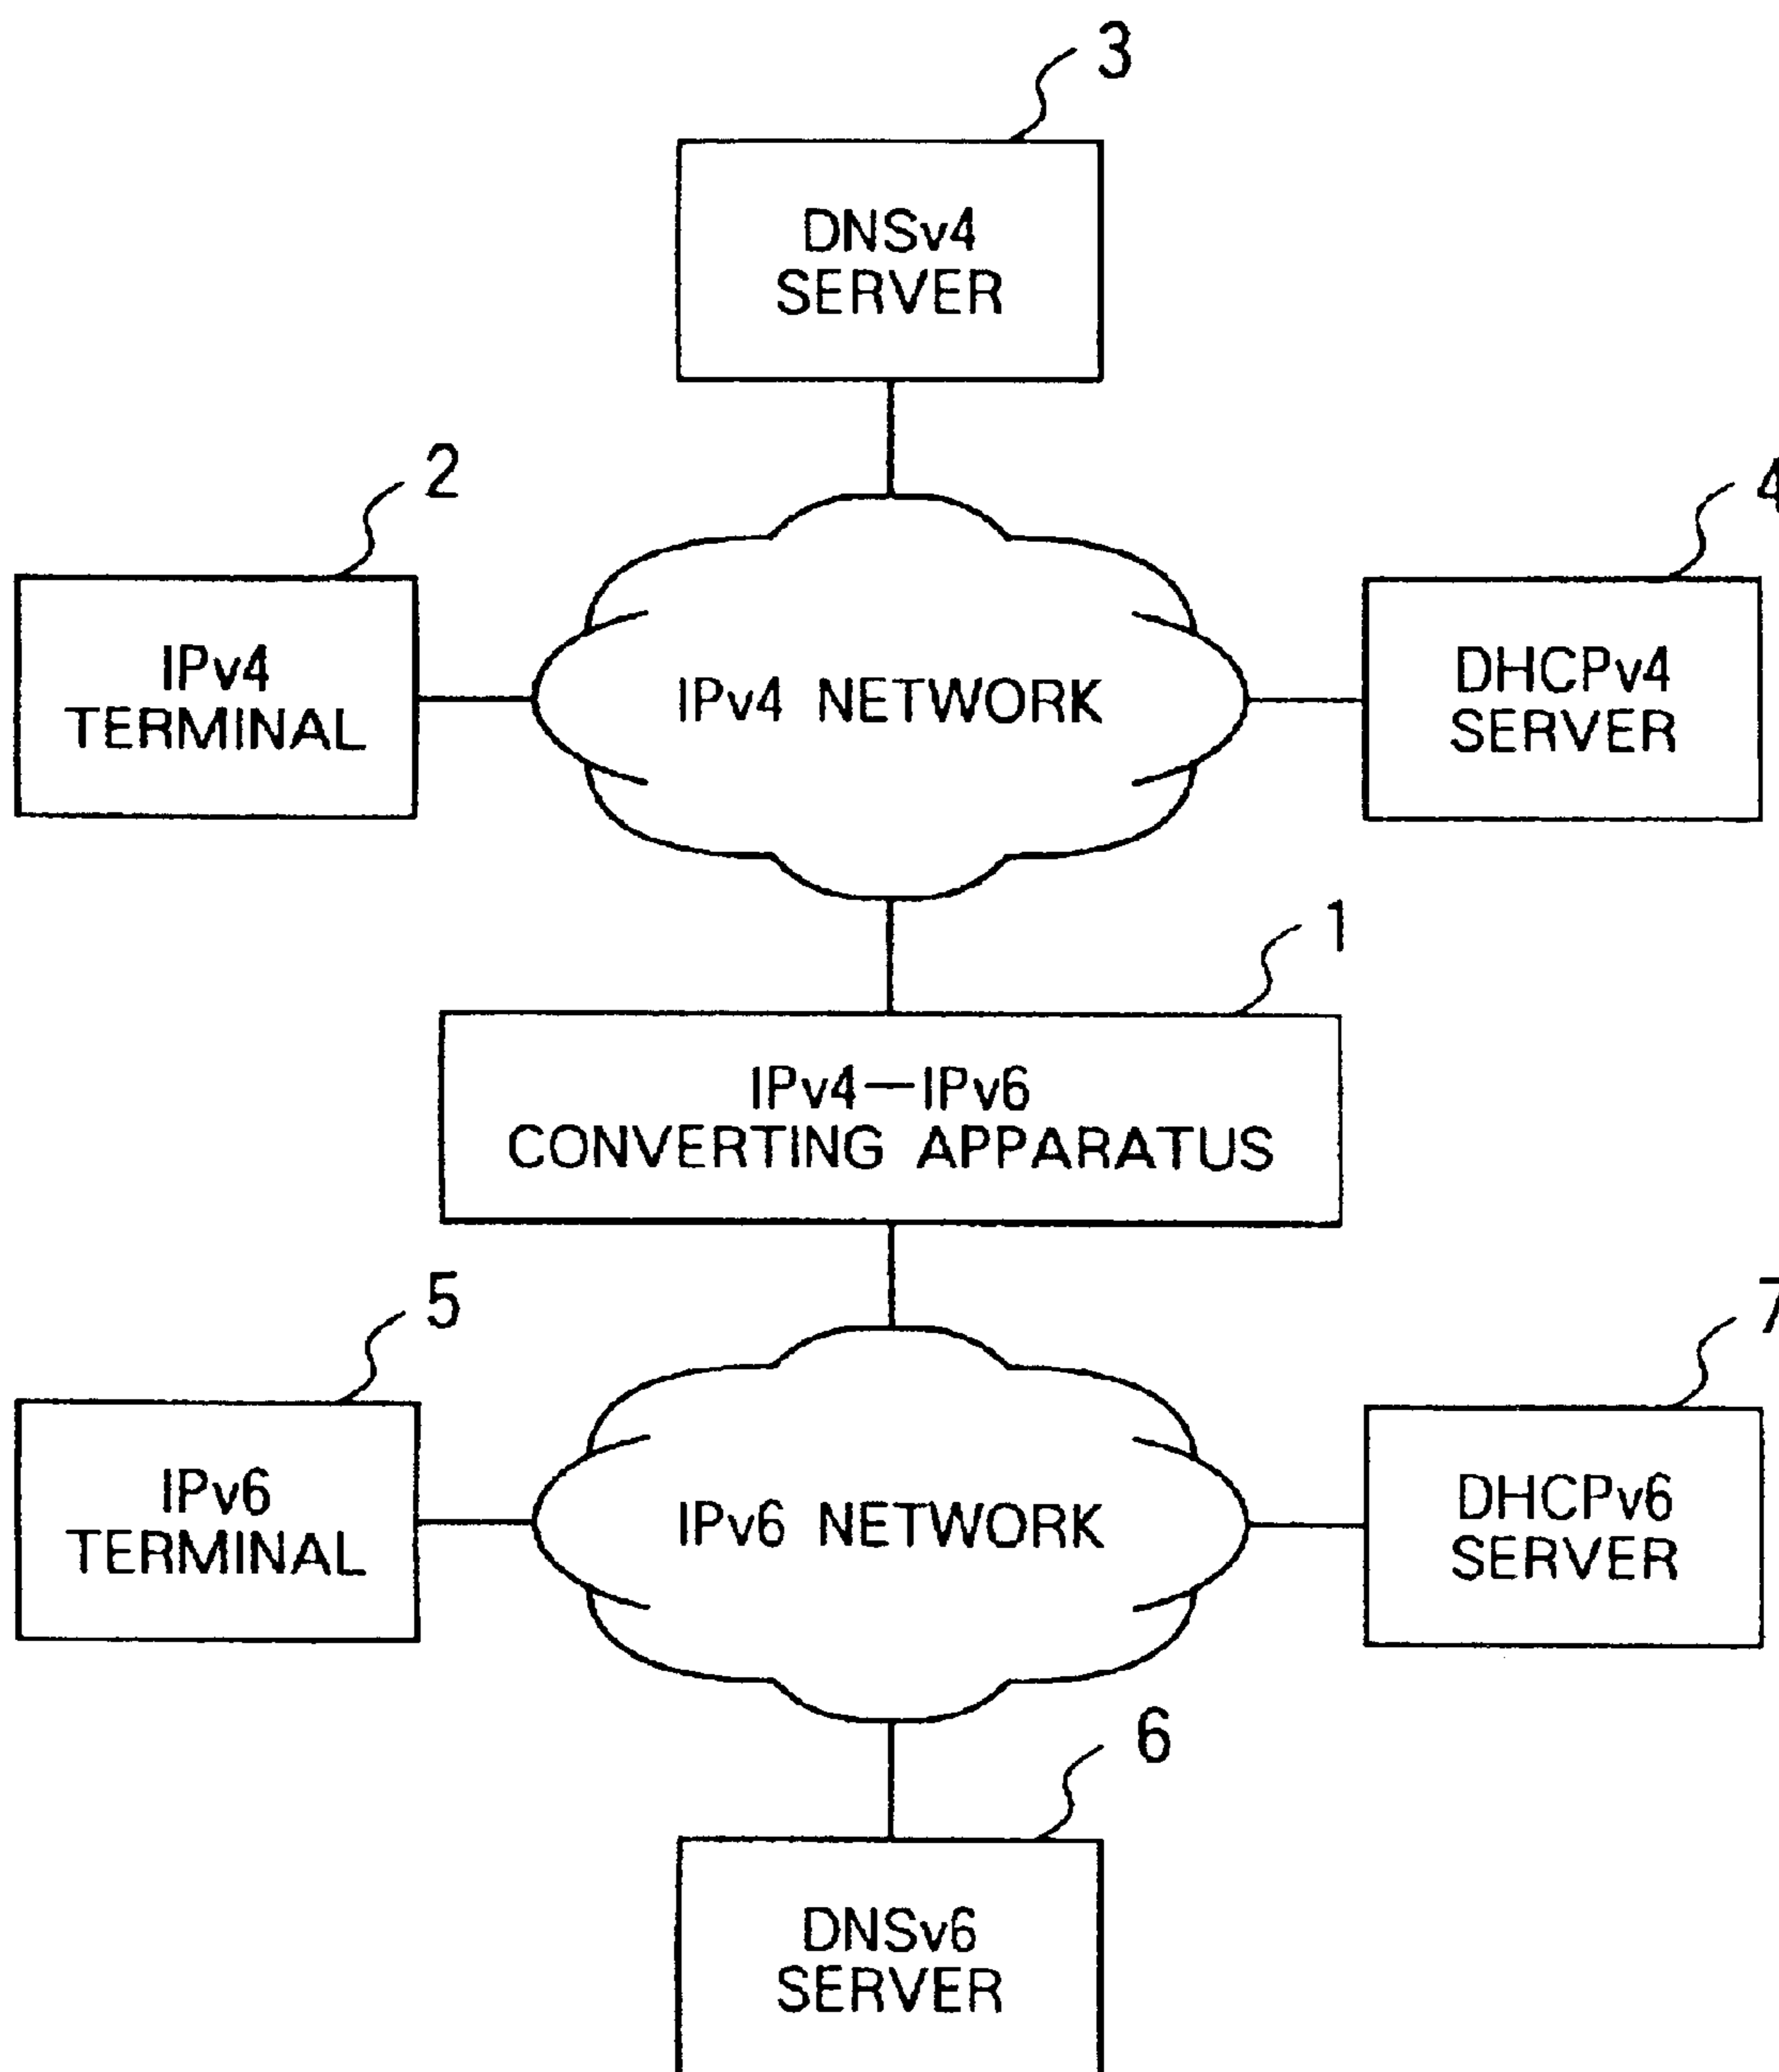 3
DNSv4
SERVER
2
4
IPv4
TERMINAL
IPv4 NETWORK
DHCPv4
SERVER
1
IPv4—IPv6
CONVERTING APPARATUS
5
7
IPv6
TERMINAL
IPv6 NETWORK
DHCPv6
SERVER
6
DNSv6
SERVER